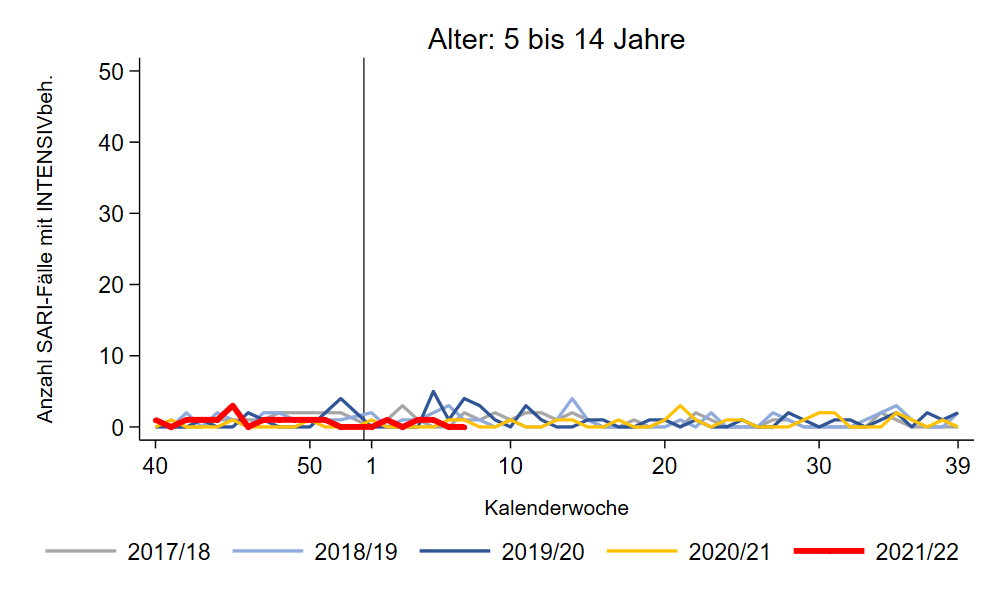 Alter: 5 bis 14 Jahre
Anzahl SARI-Fälle mit INTENSIVbeh.
50
40
30
20
10
0
40 50 1 10 20 30 39
Kalenderwoche
2017/18 2018/19 2019/20 2020/21 2021/22